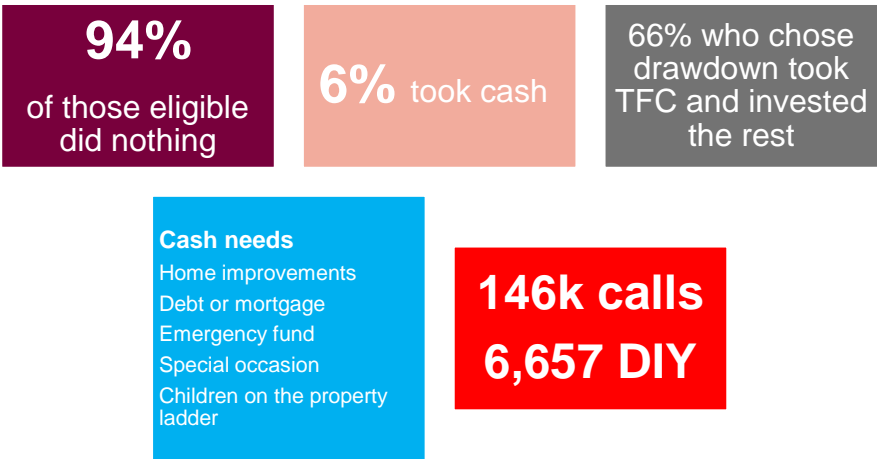 94%
of those eligible
did nothing
6% took cash
66% who chose
drawdown took
TFC and invested
the rest
Cash needs
Home improvements
Debt or mortgage
Emergency fund
Special occasion
Children on the property
ladder
146k calls
6,657 DIY